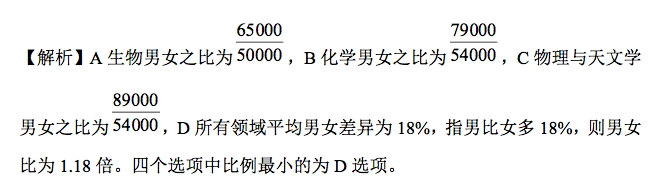 【解析】A 生物男女之比为 65000/50000，B 化学男女之比为 79000/54000，C 物理与天文学
男女之比为 89000/54000，D 所有领域平均男女差异为 18%，指男比女多 18%，则男女
比为 1.18 倍。四个选项中比例最小的为 D 选项。